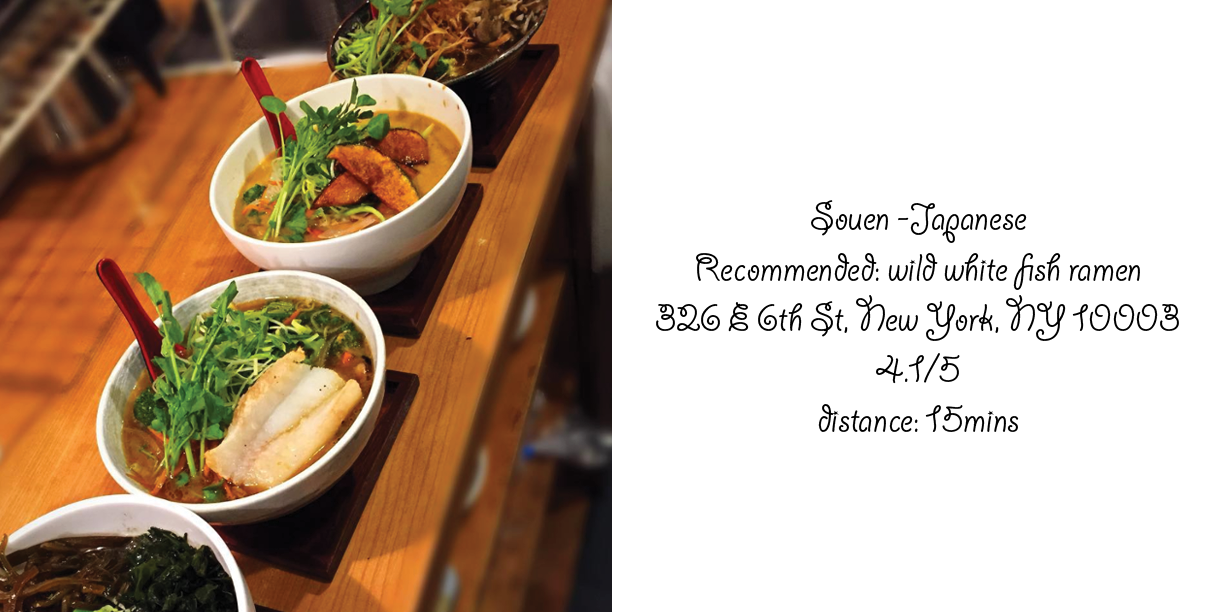 Souen -Japanese
Recommended: wild white fish ramen
326 E 6th St, New York, NY 10003
4.1/5
distance: 15mins